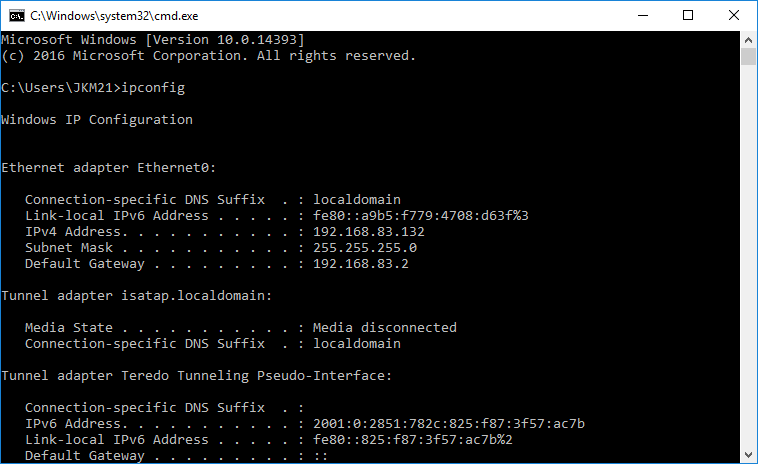 C:\Windows\system32\cmd.exe
Microsoft Windows [Version 10.0.14393]
(c) 2016 Microsoft Corporation. All rights reserved.
C:\Users\JKM21>ipconfig
Windows IP Configuration
Ethernet adapter Ethernet0:
Connection-specific DNS Suffix  . : localdomain
Link-local IPv6 Address . . . . . : fe80::a9b5:f779:4708:d63f%3
IPv4 Address. . . . . . . . . . . : 192.168.83.132
Subnet Mask . . . . . . . . . . . : 255.255.255.0
Default Gateway . . . . . . . . . : 192.168.83.2
Tunnel adapter isatap.localdomain:
Media State . . . . . . . . . . . : Media disconnected
Connection-specific DNS Suffix  . : localdomain
Tunnel adapter Teredo Tunneling Pseudo-Interface:
Connection-specific DNS Suffix  . :
IPv6 Address. . . . . . . . . . . : 2001:0:2851:782c:825:f87:3f57:ac7b
Link-local IPv6 Address . . . . . : fe80::825:f87:3f57:ac7b%2
Default Gateway . . . . . . . . . : ::